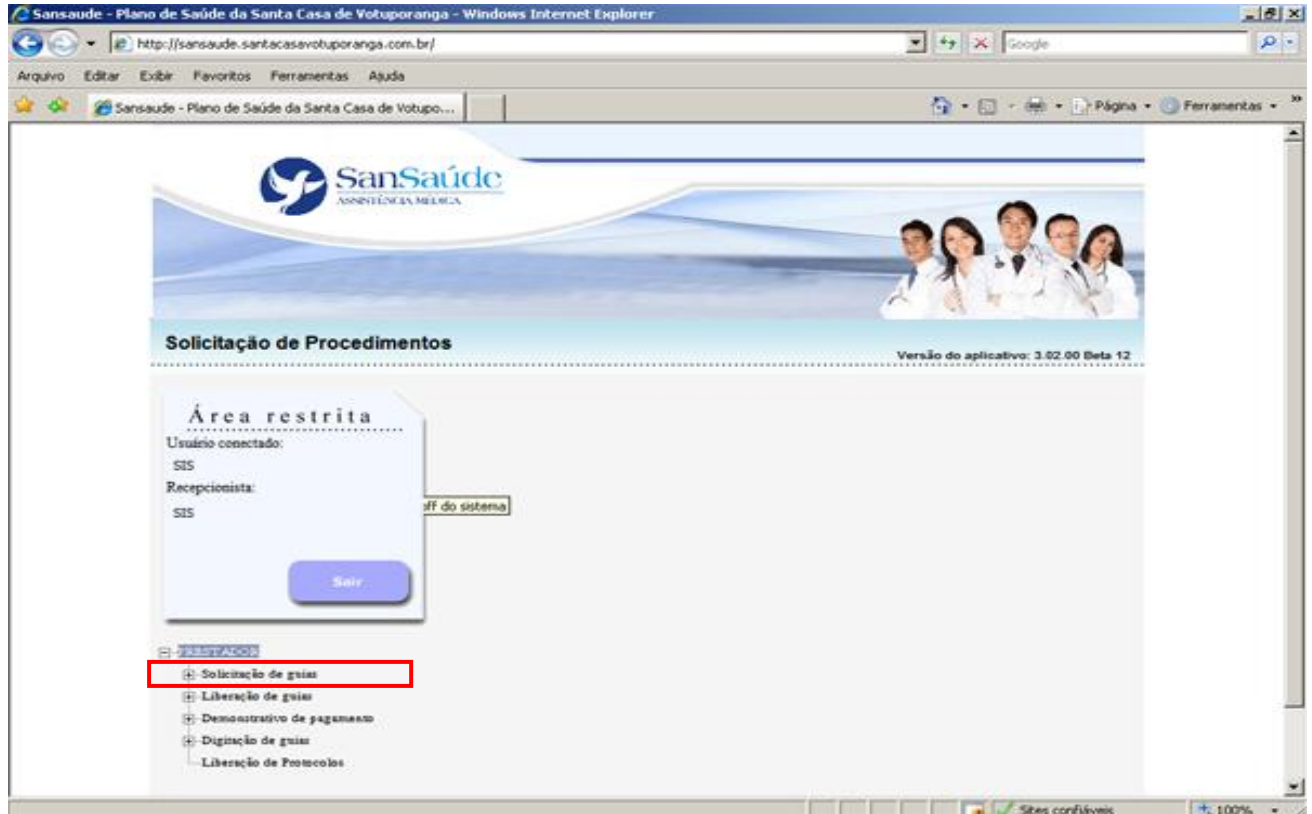 Sansaude - Plano de Saúde da Santa Casa de Votuporanga - Windows Internet Explorer
http://sansaude.santacasavotuporanga.com.br/
Google
Arquivo Editar Exibir Favoritos Ferramentas Ajuda
Sansaude - Plano de Saúde da Santa Casa de Votupo...
Página Ferramentas
SanSaúde
ASSISTÊNCIA MÉDICA
Solicitação de Procedimentos
Versão do aplicativo: 3.02.00 Beta 12
Área restrita
Usuário conectado:
SIS
Recepcionista:
SIS
off do sistema
Sair
PRESTADOR
Solicitação de guias
Liberação de guias
Demonstrativo de pagamento
Digitação de guias
Liberação de Protocolos
Sites confiáveis
100%